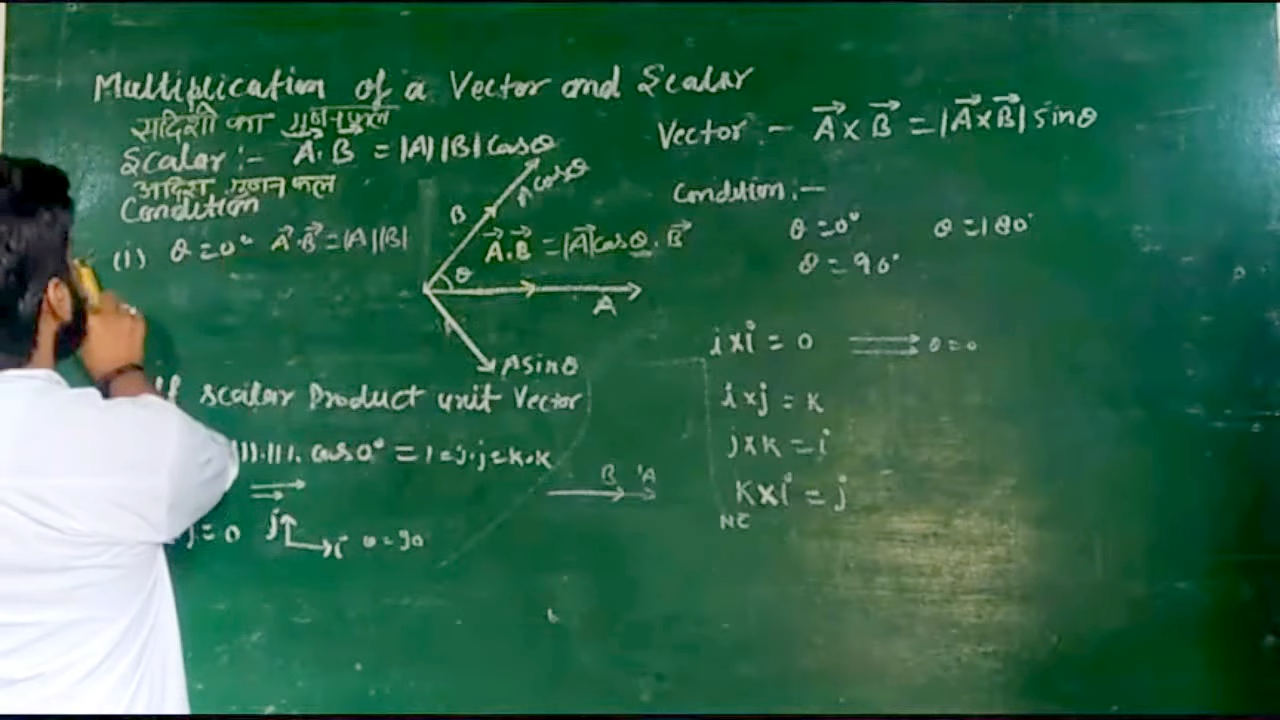 Multiplication of a Vector and Scalar
सदिशो का गुणनफल
Scalar :- A⃗·B⃗ = |A||B|cosθ
अदिश गुणन फल
Condition
(i) θ=0° A⃗·B⃗=|A||B|
B
A cosθ
A⃗.B⃗ = |A⃗|cosθ.B⃗
θ
A
A sinθ
If scalar Product unit Vector
|1|.|1|. cos0° = 1 = j.j = k.k
j = 0 j i θ=90
B A
Vector - A⃗×B⃗ = |A⃗×B⃗| sinθ
Condition :-
θ=0° θ=180°
θ=90°
i×i = 0 θ=0
i×j = k
j×k = i
k×i = j